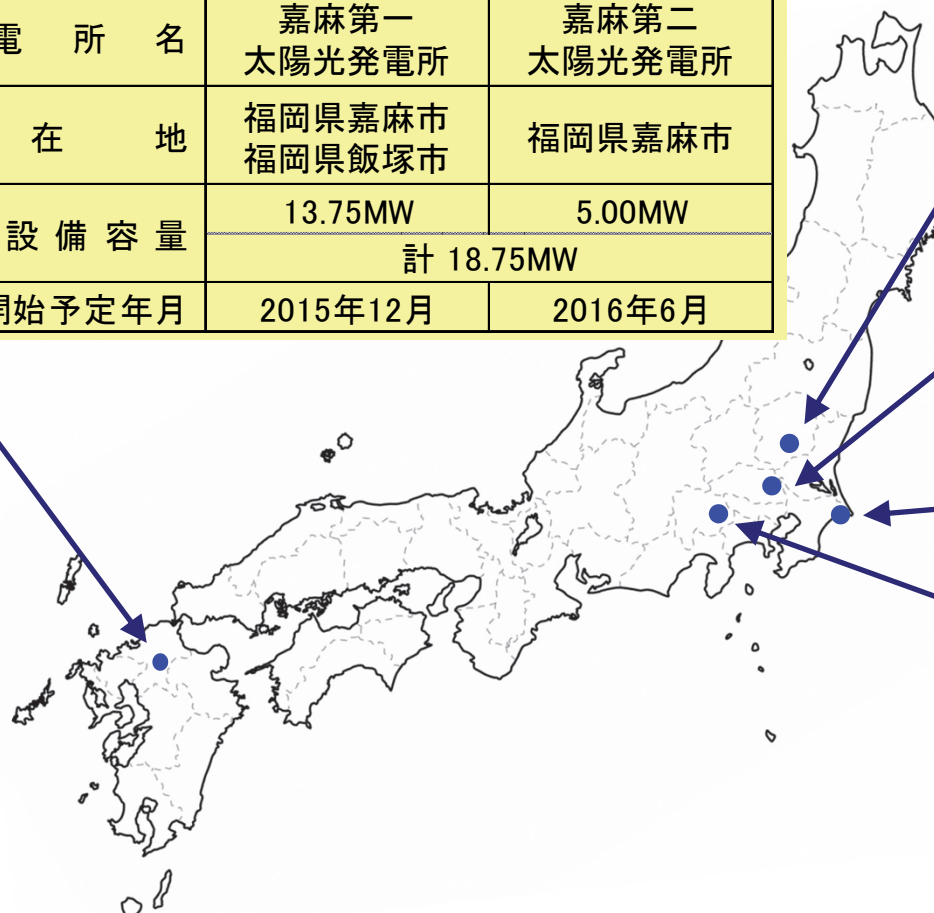 電所名
嘉麻第一
太陽光発電所
嘉麻第二
太陽光発電所
在地
福岡県嘉麻市
福岡県飯塚市
福岡県嘉麻市
設備容量
13.75MW
5.00MW
計 18.75MW
開始予定年月
2015年12月
2016年6月